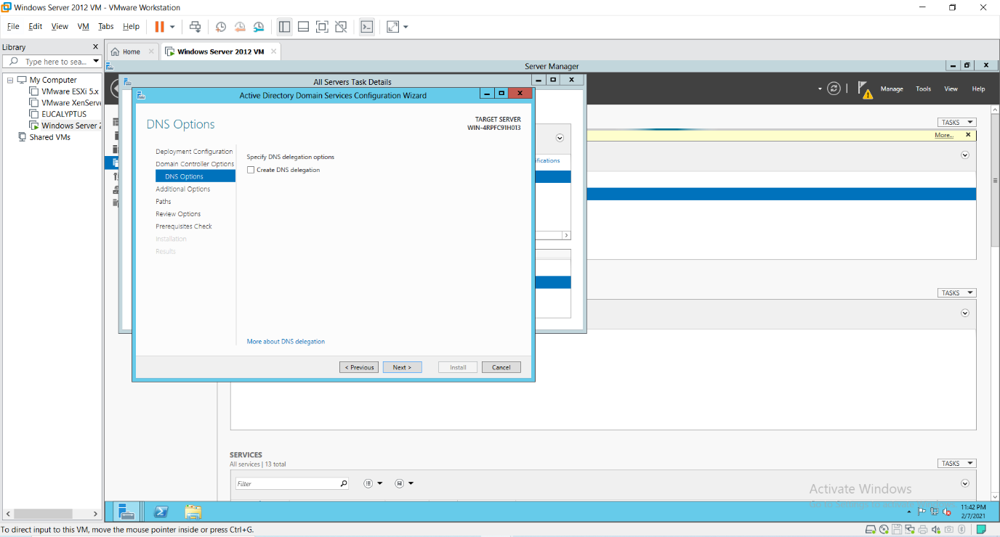 Windows Server 2012 VM - VMware Workstation
File Edit View VM Tabs Help
Library
Home
Windows Server 2012 VM
Type here to sea...
Server Manager
My Computer
VMware ESXi 5.x
VMware XenServe
EUCALYPTUS
Windows Server 2
Shared VMs
All Servers Task Details
Manage Tools View Help
Active Directory Domain Services Configuration Wizard
DNS Options
TARGET SERVER
WIN-4RPFC91H013
TASKS
More...
Deployment Configuration
Domain Controller Options
DNS Options
Additional Options
Paths
Review Options
Prerequisites Check
Installation
Results
Specify DNS delegation options
Create DNS delegation
ifications
More about DNS delegation
< Previous
Next >
Install
Cancel
TASKS
SERVICES
All services | 13 total
TASKS
Filter
Activate Windows
11:42 PM
2/7/2021
To direct input to this VM, move the mouse pointer inside or press Ctrl+G.